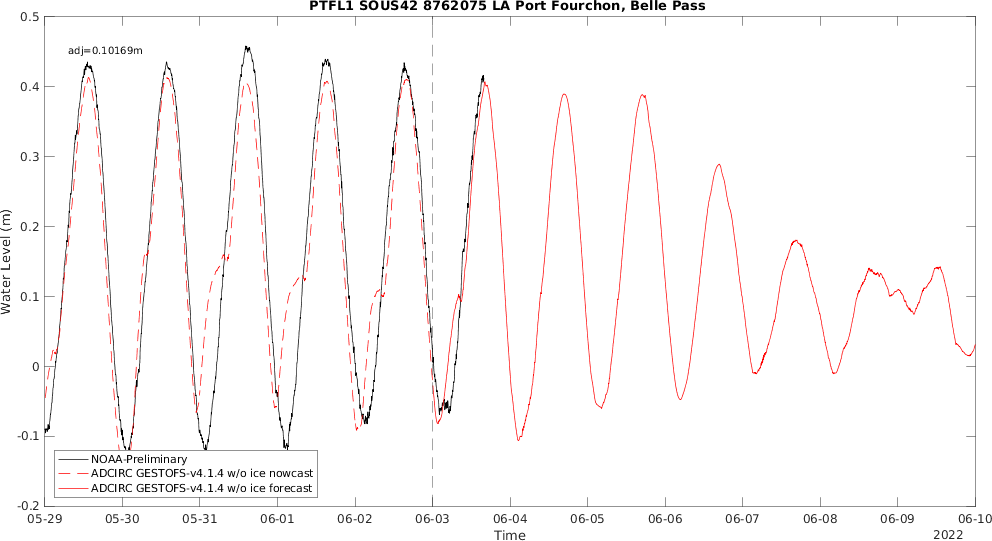 PTFL1 SOUS42 8762075 LA Port Fourchon, Belle Pass
0.5
adj=0.10169m
0.4
0.3
0.2
Water Level (m)
0.1
0
-0.1
NOAA-Preliminary
ADCIRC GESTOFS-v4.1.4 w/o ice nowcast
ADCIRC GESTOFS-v4.1.4 w/o ice forecast
-0.2
05-29 05-30 05-31 06-01 06-02 06-03 06-04 06-05 06-06 06-07 06-08 06-09 06-10
Time
2022